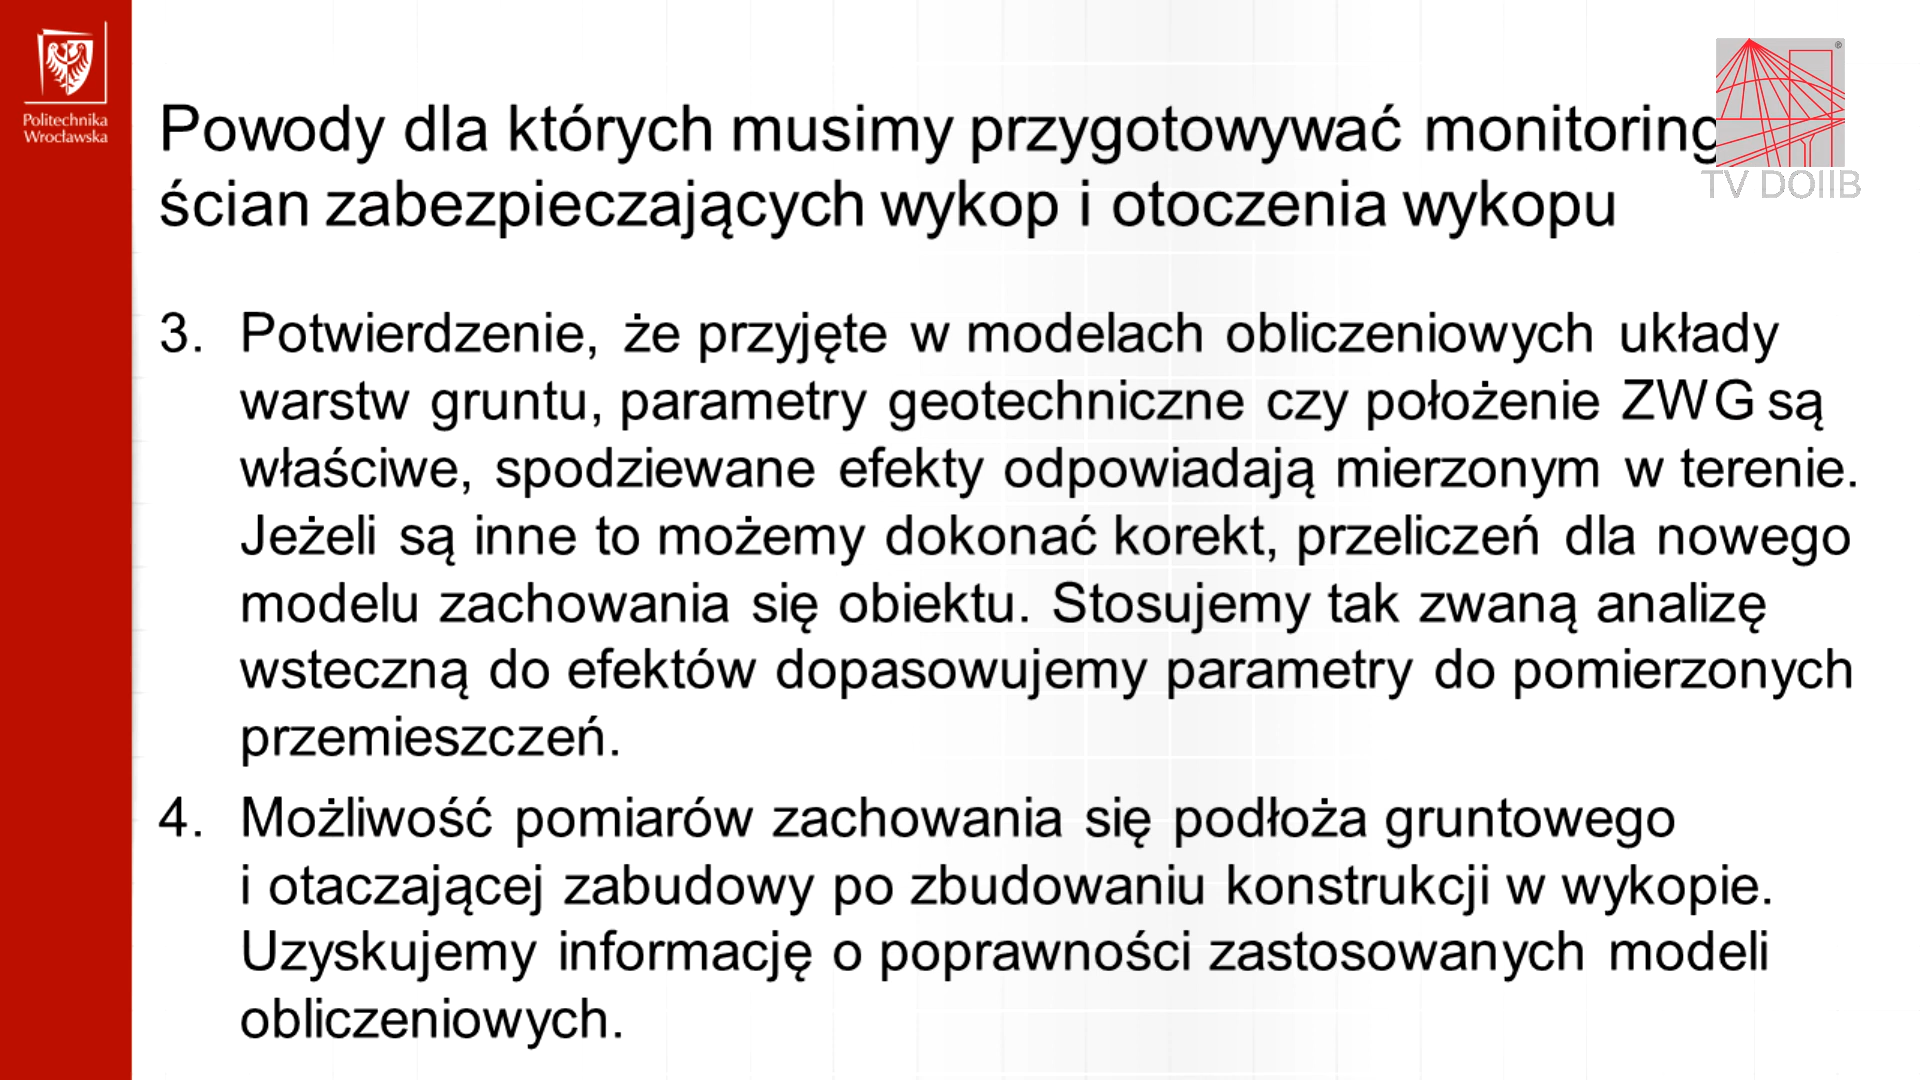 Politechnika
Wrocławska
Powody dla których musimy przygotowywać monitoring
ścian zabezpieczających wykop i otoczenia wykopu
®
TV DOIIB
3. Potwierdzenie, że przyjęte w modelach obliczeniowych układy
warstw gruntu, parametry geotechniczne czy położenie ZWG są
właściwe, spodziewane efekty odpowiadają mierzonym w terenie.
Jeżeli są inne to możemy dokonać korekt, przeliczeń dla nowego
modelu zachowania się obiektu. Stosujemy tak zwaną analizę
wsteczną do efektów dopasowujemy parametry do pomierzonych
przemieszczeń.
4. Możliwość pomiarów zachowania się podłoża gruntowego
i otaczającej zabudowy po zbudowaniu konstrukcji w wykopie.
Uzyskujemy informację o poprawności zastosowanych modeli
obliczeniowych.